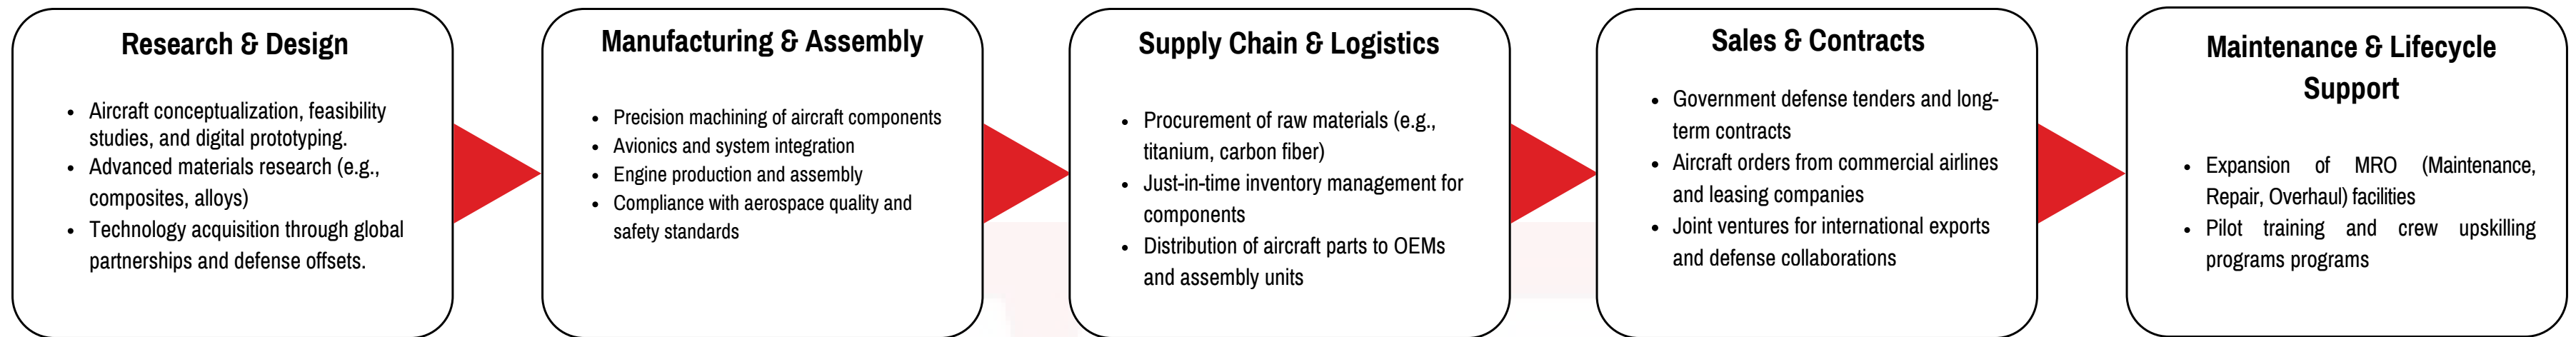 Research & Design
• Aircraft conceptualization, feasibility
studies, and digital prototyping.
• Advanced materials research (e.g.,
composites, alloys)
• Technology acquisition through global
partnerships and defense offsets.
Manufacturing & Assembly
• Precision machining of aircraft components
• Avionics and system integration
• Engine production and assembly
• Compliance with aerospace quality and
safety standards
Supply Chain & Logistics
• Procurement of raw materials (e.g.,
titanium, carbon fiber)
• Just-in-time inventory management for
components
• Distribution of aircraft parts to OEMs
and assembly units
Sales & Contracts
• Government defense tenders and long-
term contracts
• Aircraft orders from commercial airlines
and leasing companies
• Joint ventures for international exports
and defense collaborations
Maintenance & Lifecycle
Support
• Expansion of MRO (Maintenance,
Repair, Overhaul) facilities
• Pilot training and crew upskilling
programs programs